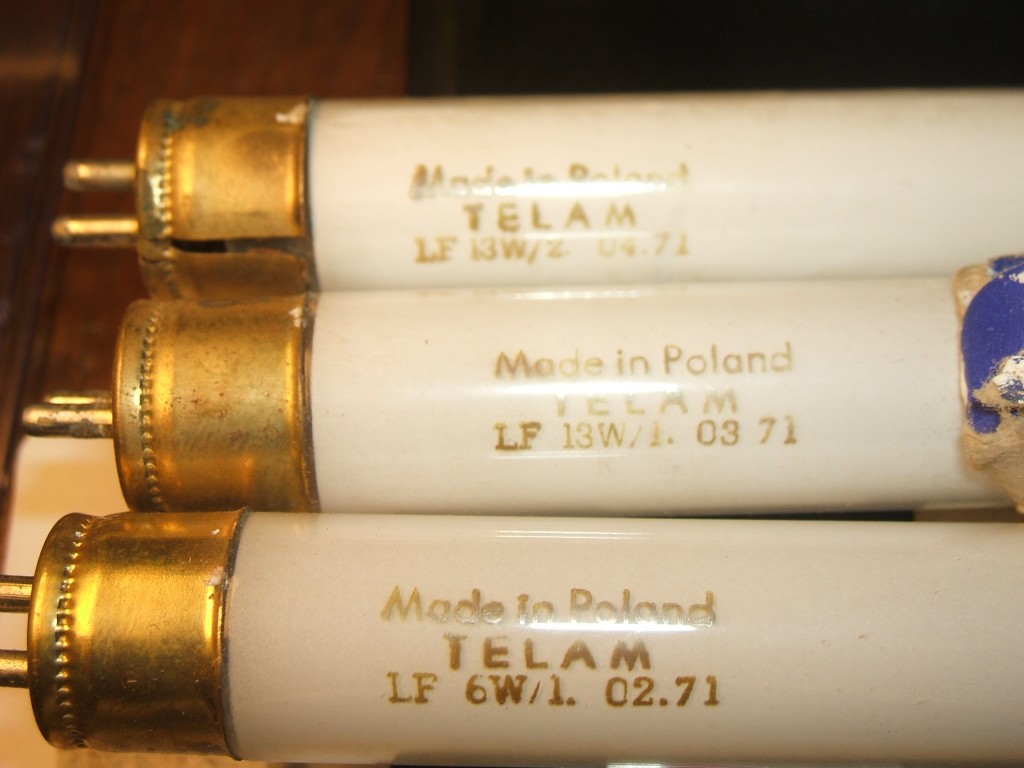 Made in Poland
TELAM
LF 13W/2. 04.71
Made in Poland
TELAM
LF 13W/1. 03 71
Made in Poland
TELAM
LF 6W/1. 02.71